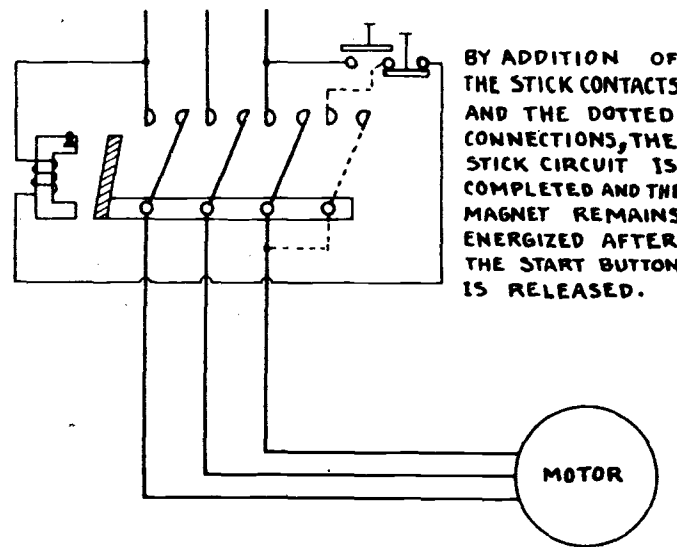 BY ADDITION OF
THE STICK CONTACTS
AND THE DOTTED
CONNECTIONS, THE
STICK CIRCUIT IS
COMPLETED AND THE
MAGNET REMAINS
ENERGIZED AFTER
THE START BUTTON
IS RELEASED.
MOTOR